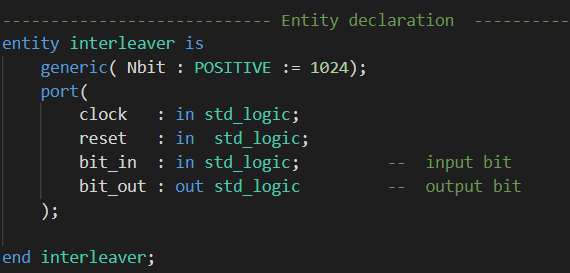 ---------------------------- Entity declaration ----------
entity interleaver is
    generic( Nbit : POSITIVE := 1024);
    port(
        clock   : in std_logic;
        reset   : in  std_logic;
        bit_in  : in std_logic;         --  input bit
        bit_out : out std_logic         --  output bit
    );
end interleaver;